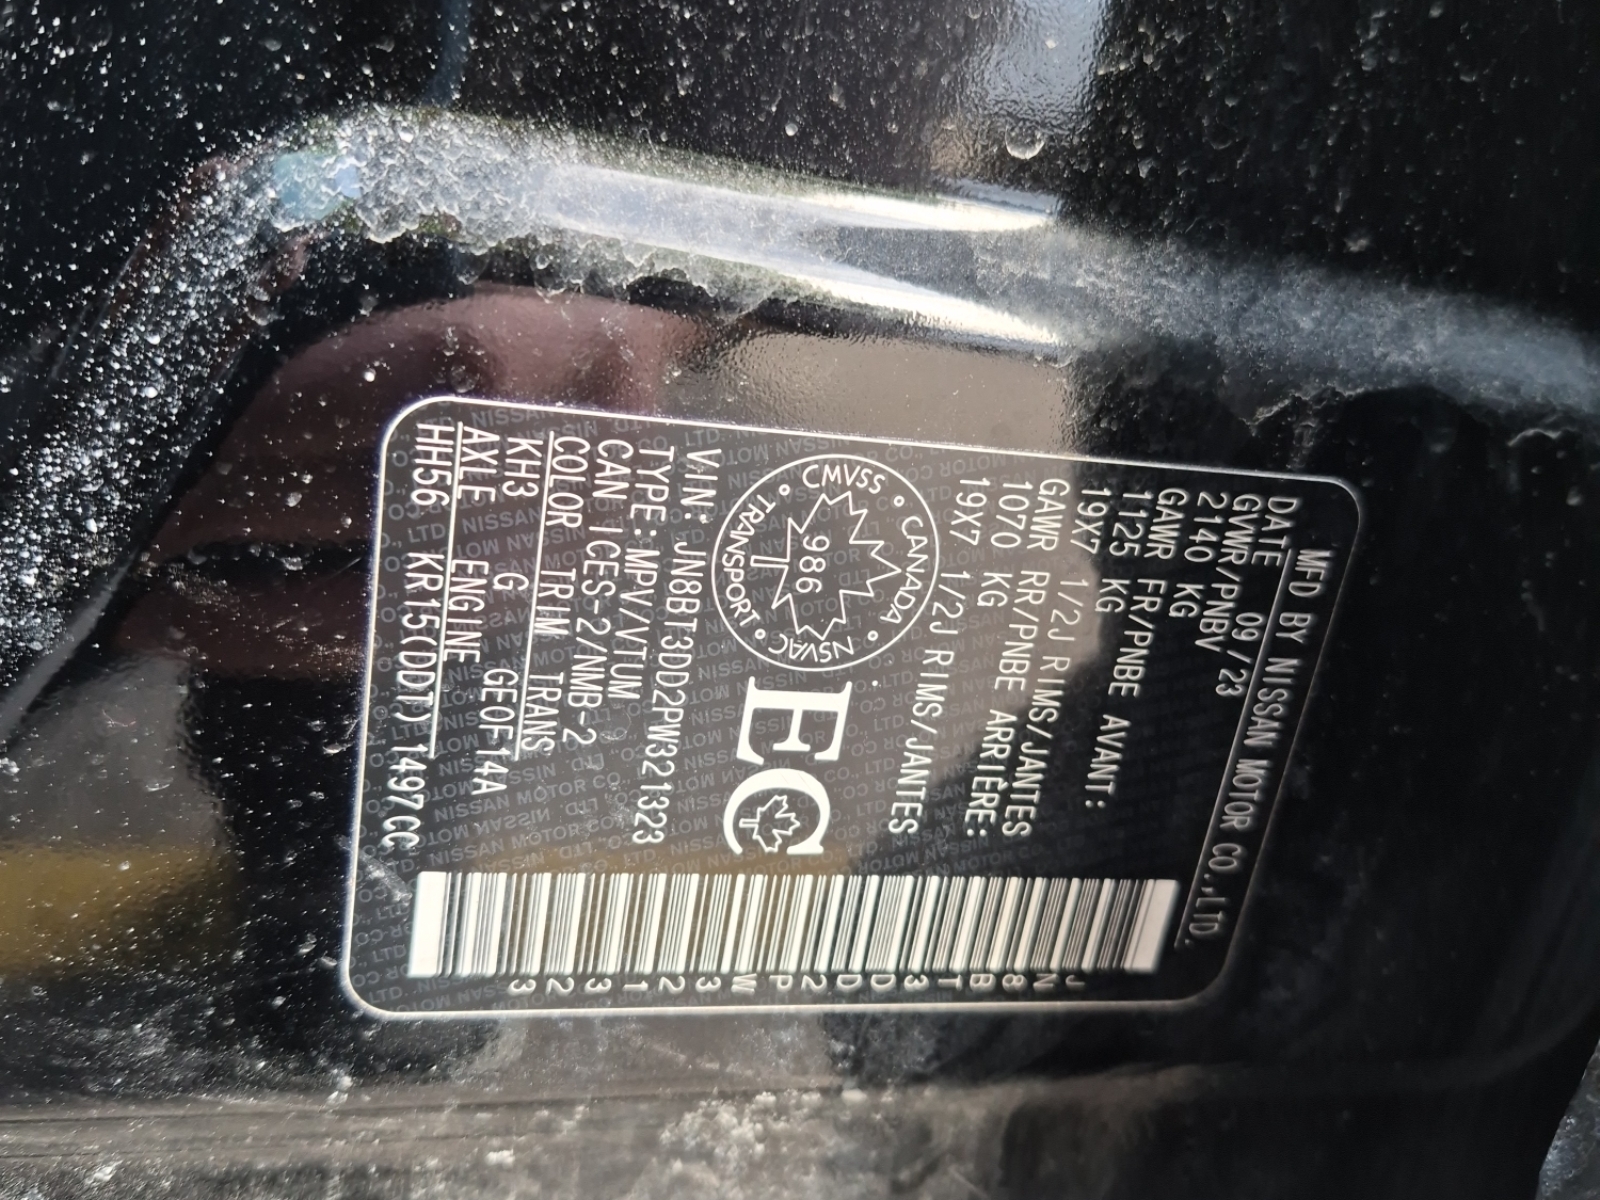 MFD BY NISSAN MOTOR CO.,LTD.
DATE 09/23
GVWR/PNBV
2140 KG
GAWR FR/PNBE AVANT:
1125 KG
19X7 1/2J RIMS/JANTES
GAWR RR/PNBE ARRIÈRE:
1070 KG
19X7 1/2J RIMS/JANTES
CMVSS • CANADA • NSVAC • TRANSPORT •
986
EC
VIN: JN8BT3DD2PW321323
TYPE:MPV/VTUM
CAN ICES-2/NMB-2
COLOR TRIM TRANS
KH3 G GE0F14A
AXLE ENGINE
HH56 KR15(DDT)1497CC
JN8BT3DD2PW321323